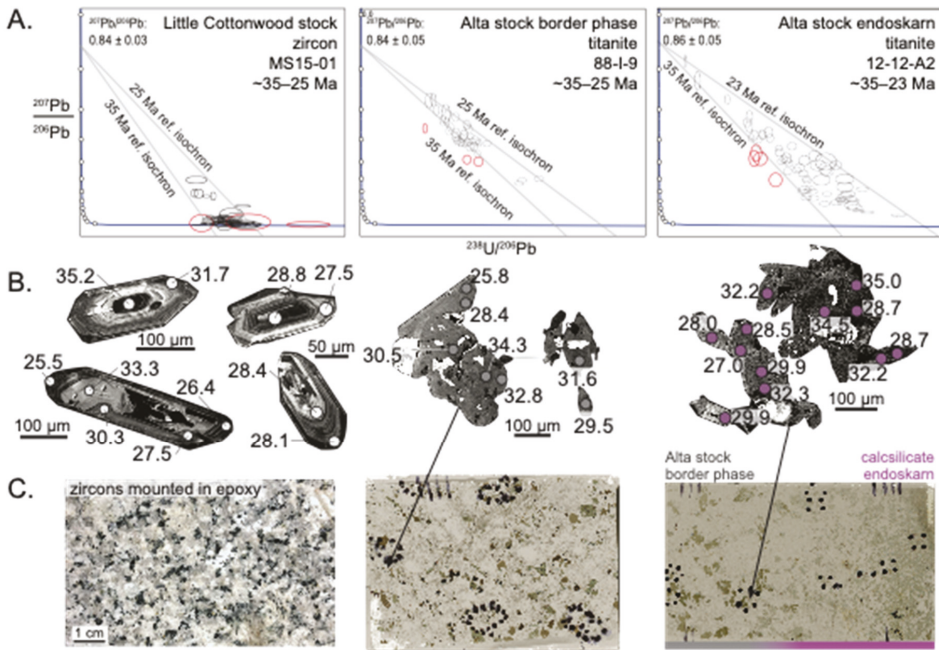 A.
207Pb/206Pb:
0.84 ± 0.03
Little Cottonwood stock
zircon
MS15-01
~35–25 Ma
207Pb
206Pb
25 Ma ref. isochron
35 Ma ref. isochron
207Pb/206Pb:
0.84 ± 0.05
Alta stock border phase
titanite
88-I-9
~35–25 Ma
25 Ma ref. isochron
35 Ma ref. isochron
207Pb/206Pb:
0.86 ± 0.05
Alta stock endoskarn
titanite
12-12-A2
~35–23 Ma
23 Ma ref. isochron
35 Ma ref. isochron
238U/206Pb
B.
35.2
31.7
100 µm
28.8
27.5
50 µm
25.5
33.3
26.4
30.3
27.5
100 µm
28.4
28.1
25.8
28.4
30.5
34.3
32.8
31.6
29.5
100 µm
32.2
35.0
34.5
28.7
28.0
28.5
28.7
27.0
29.9
32.2
32.3
29.9
100 µm
C.
zircons mounted in epoxy
1 cm
Alta stock
border phase
calcsilicate
endoskarn